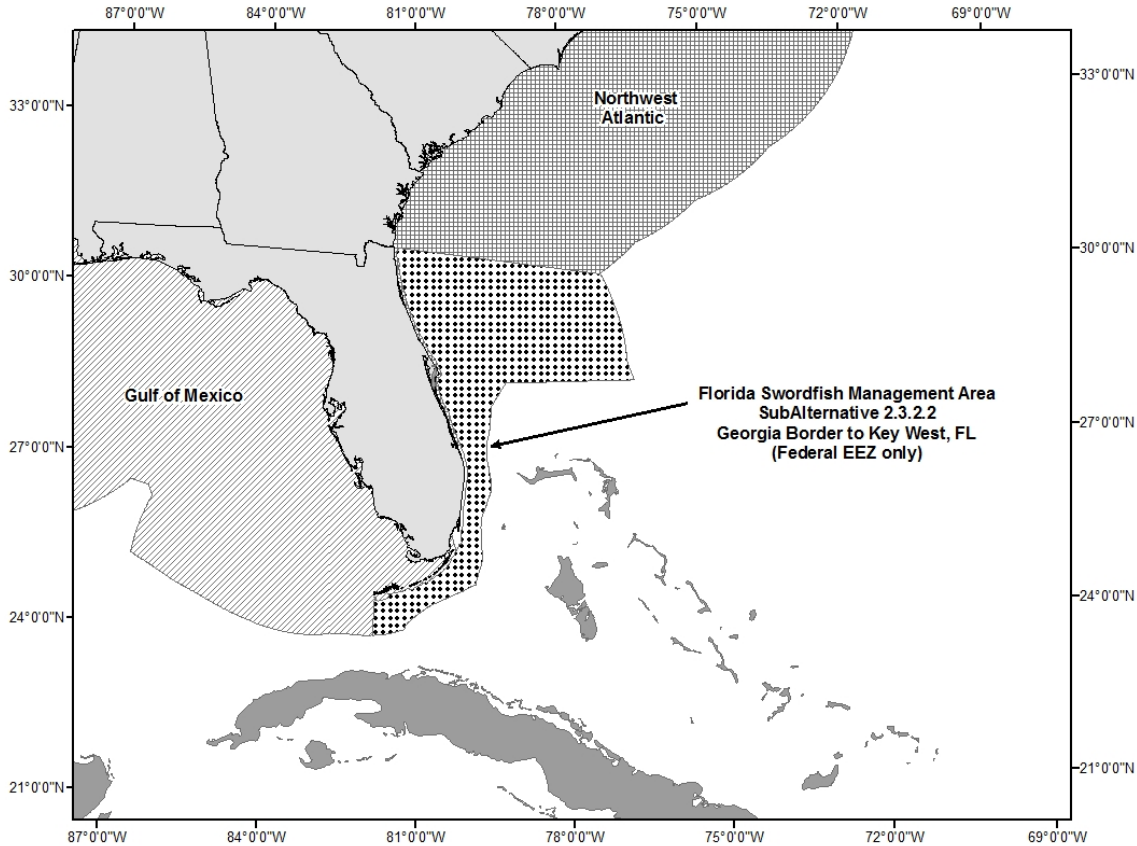 87°0'0"W 84°0'0"W 81°0'0"W 78°0'0"W 75°0'0"W 72°0'0"W 69°0'0"W
33°0'0"N
33°0'0"N
Northwest
Atlantic
30°0'0"N
30°0'0"N
Gulf of Mexico
Florida Swordfish Management Area
SubAlternative 2.3.2.2
Georgia Border to Key West, FL
(Federal EEZ only)
27°0'0"N
27°0'0"N
24°0'0"N
24°0'0"N
21°0'0"N
21°0'0"N
87°0'0"W 84°0'0"W 81°0'0"W 78°0'0"W 75°0'0"W 72°0'0"W 69°0'0"W